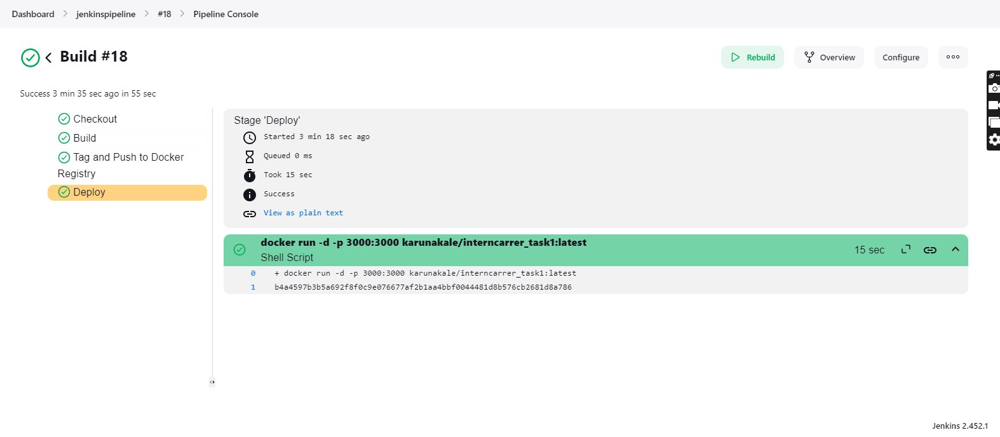 Dashboard > jenkinspipeline > #18 > Pipeline Console
Build #18
Rebuild
Overview
Configure
Success 3 min 35 sec ago in 55 sec
Checkout
Build
Tag and Push to Docker
Registry
Deploy
Stage 'Deploy'
Started 3 min 18 sec ago
Queued 0 ms
Took 15 sec
Success
View as plain text
docker run -d -p 3000:3000 karunakale/interncarrer_task1:latest
Shell Script
15 sec
0 + docker run -d -p 3000:3000 karunakale/interncarrer_task1:latest
1 b4a4597b3b5a692f8f0c9e076677af2b1aa4bbf0044481d8b576cb2681d8a786
Jenkins 2.452.1